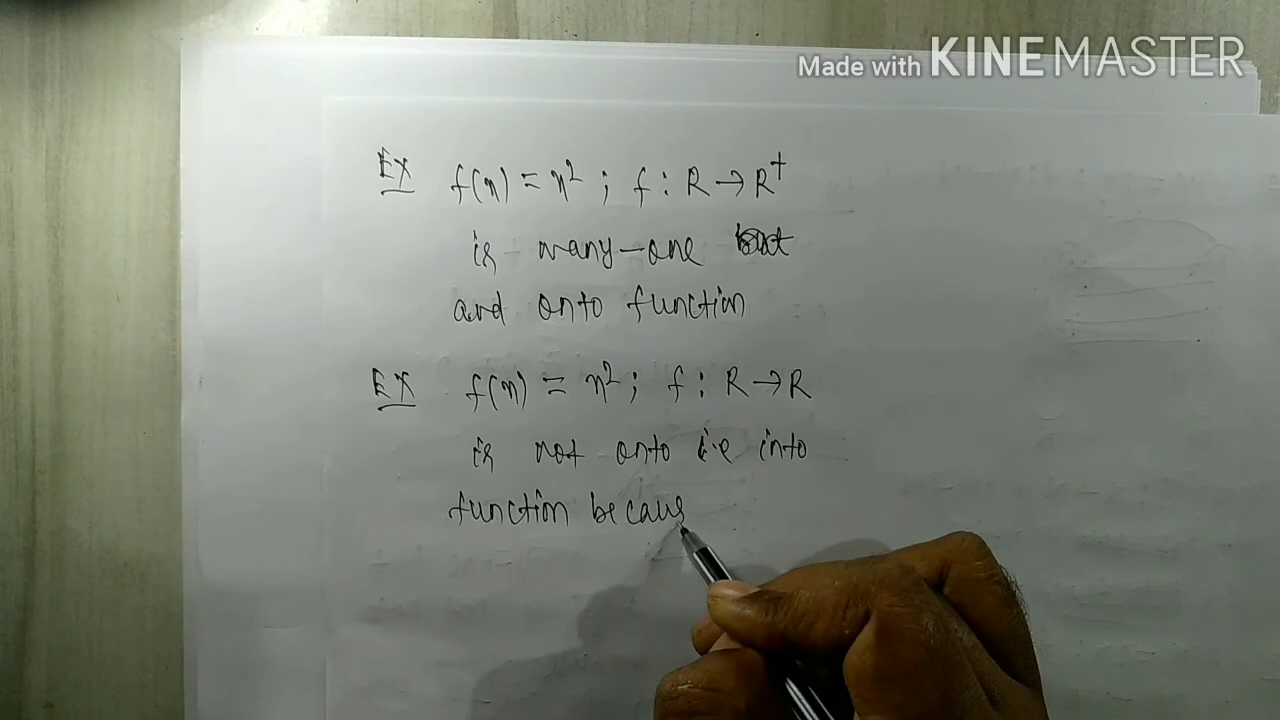 Made with KINEMASTER
Ex f(x) = x²; f : R → R⁺
is many-one
and onto function
Ex f(x) = x²; f : R → R
is not onto i.e into
function becaus